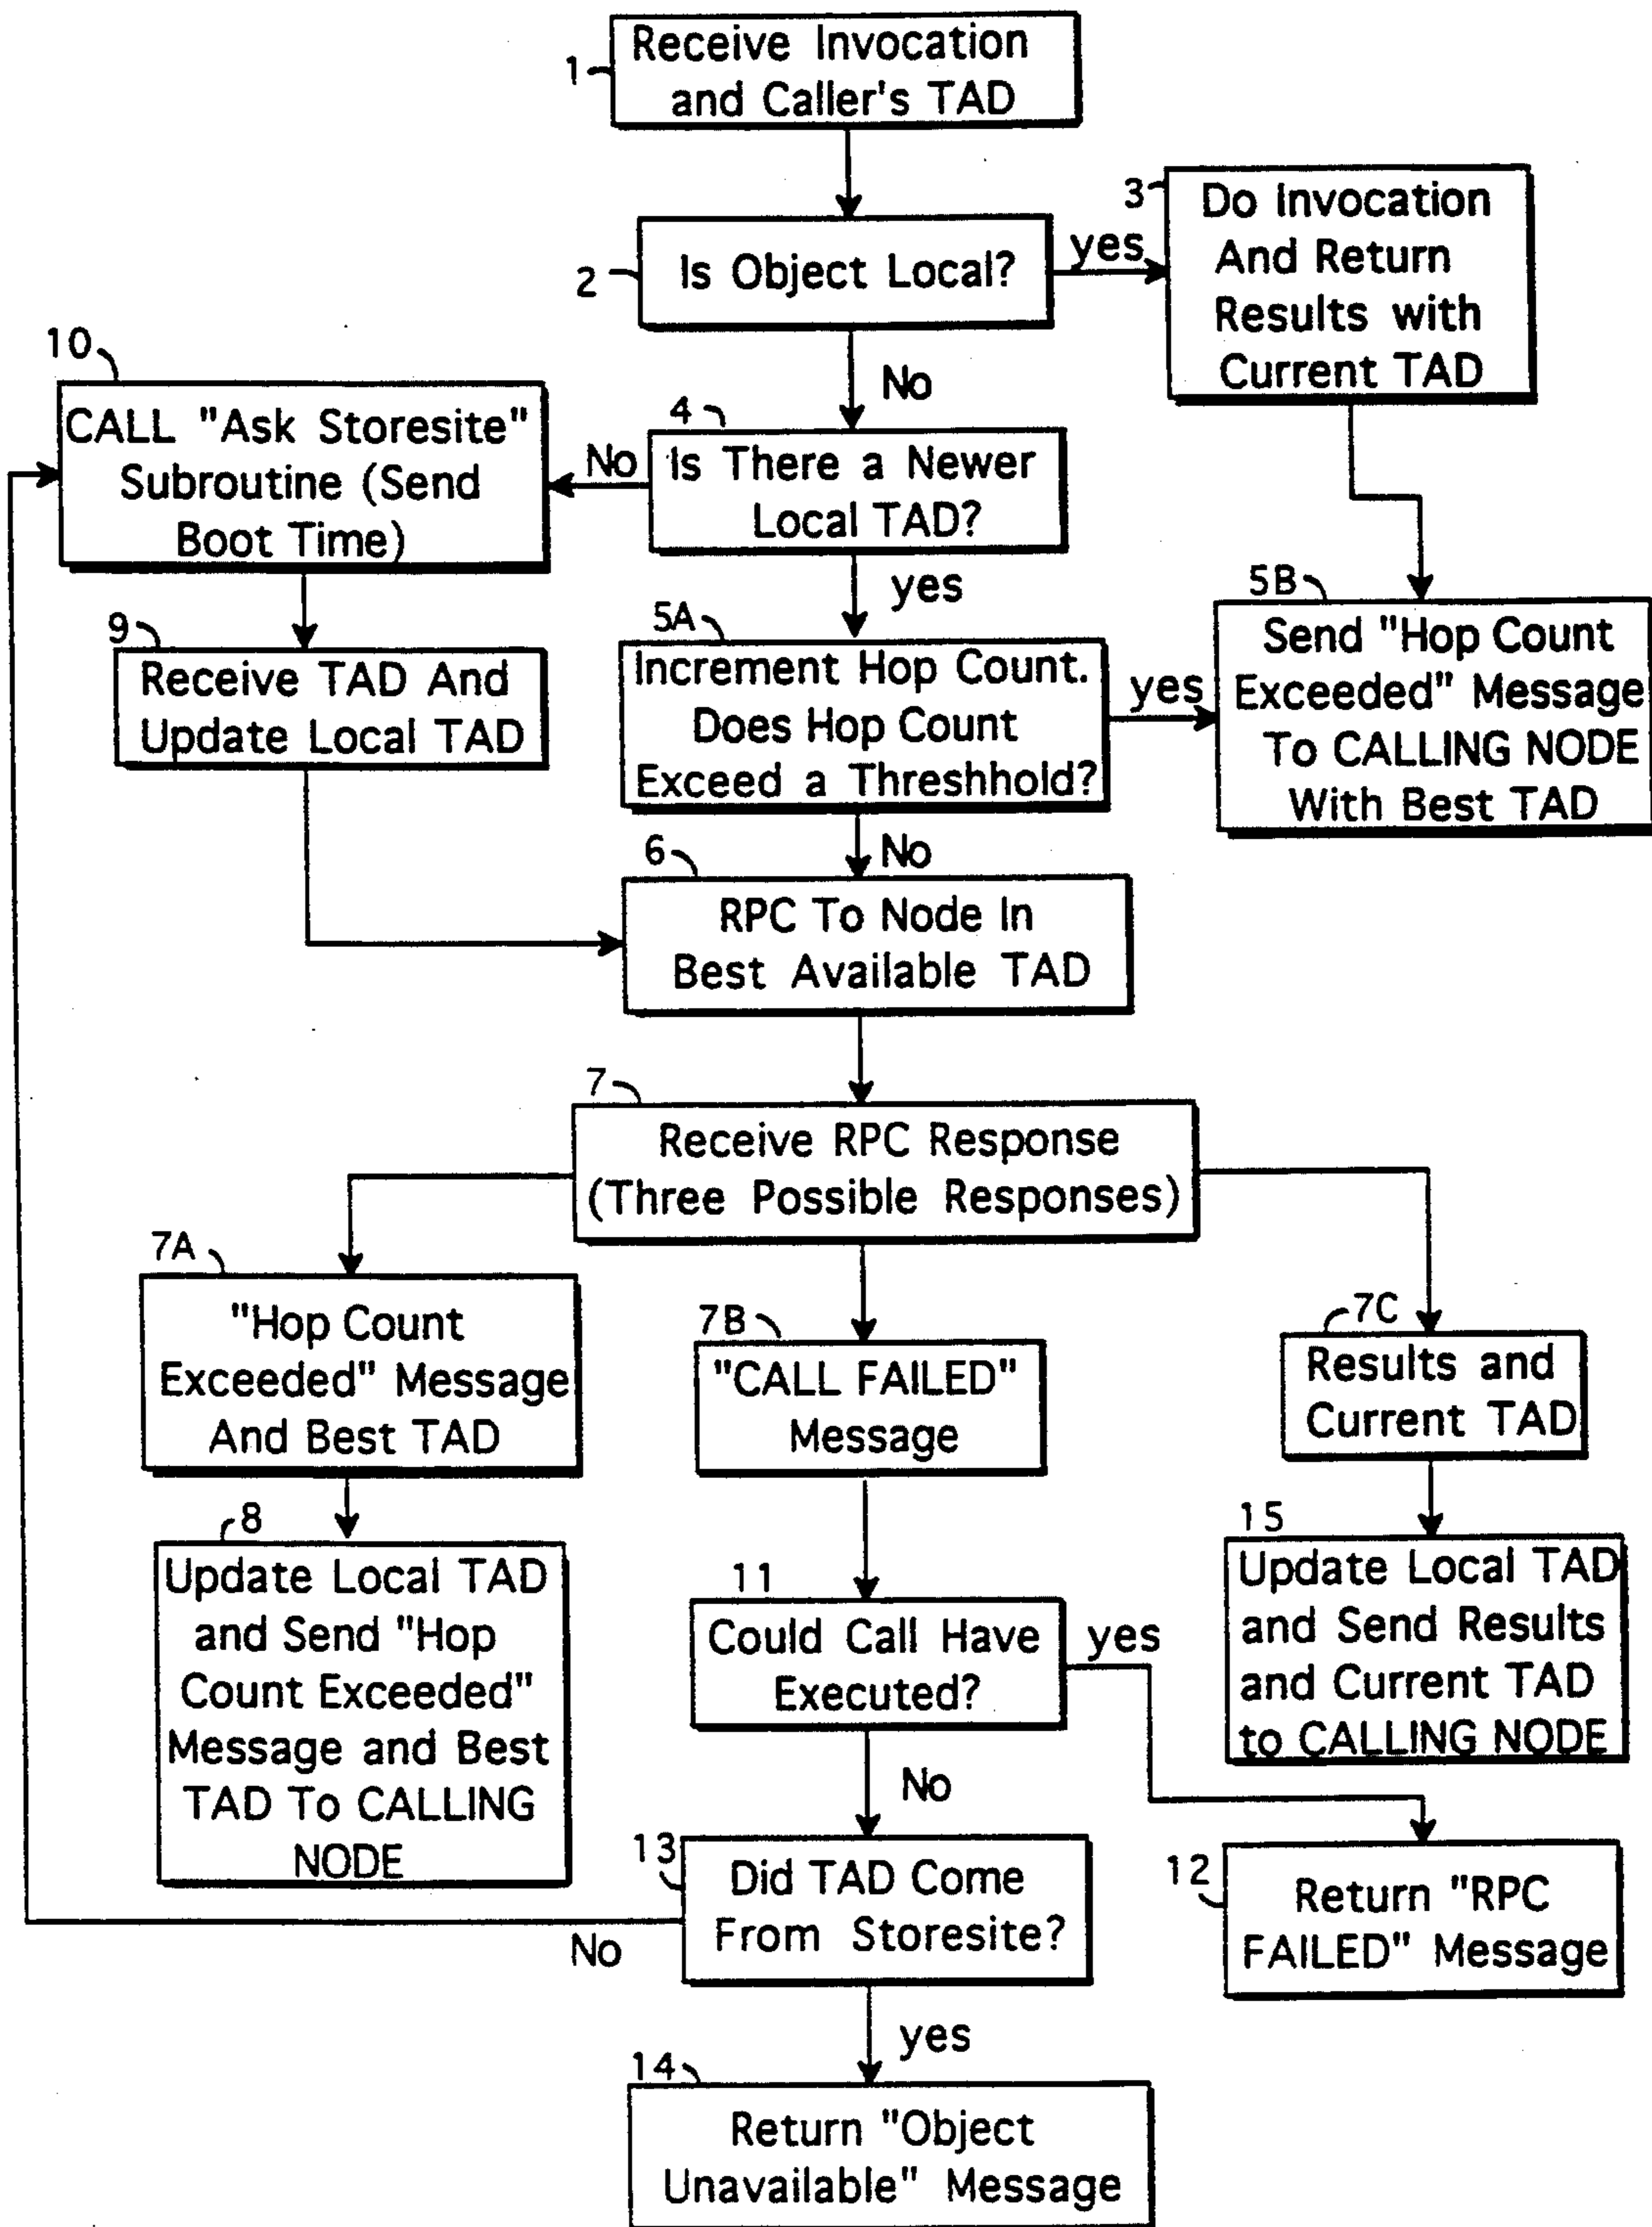 1
Receive Invocation
and Caller's TAD
2
Is Object Local?
yes
No
3
Do Invocation
And Return
Results with
Current TAD
10
CALL "Ask Storesite"
Subroutine (Send
Boot Time)
4
Is There a Newer
Local TAD?
No
yes
9
Receive TAD And
Update Local TAD
5A
Increment Hop Count.
Does Hop Count
Exceed a Threshhold?
yes
No
5B
Send "Hop Count
Exceeded" Message
To CALLING NODE
With Best TAD
6
RPC To Node In
Best Available TAD
7
Receive RPC Response
(Three Possible Responses)
7A
"Hop Count
Exceeded" Message
And Best TAD
7B
"CALL FAILED"
Message
7C
Results and
Current TAD
8
Update Local TAD
and Send "Hop
Count Exceeded"
Message and Best
TAD To CALLING
NODE
11
Could Call Have
Executed?
yes
No
15
Update Local TAD
and Send Results
and Current TAD
to CALLING NODE
13
Did TAD Come
From Storesite?
No
yes
12
Return "RPC
FAILED" Message
14
Return "Object
Unavailable" Message